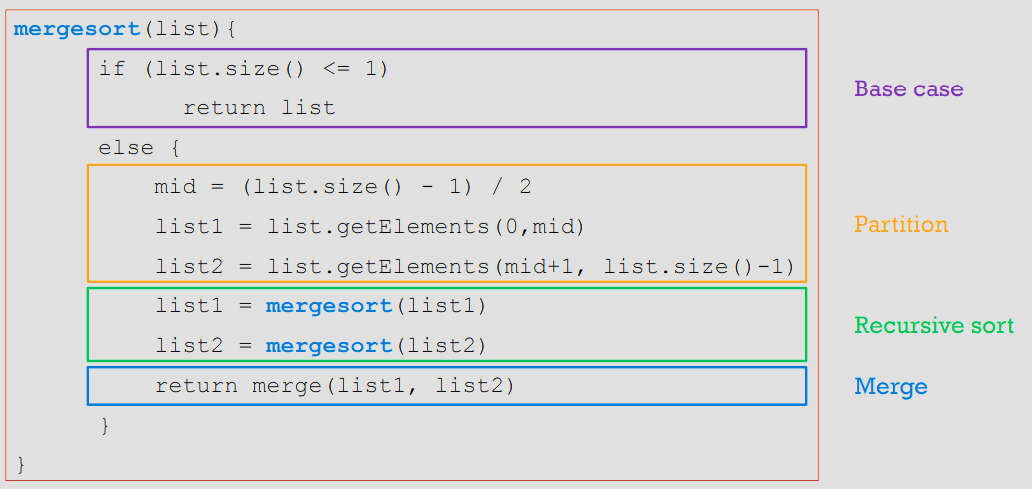 mergesort(list){
if (list.size() <= 1)
return list
Base case
else {
mid = (list.size() - 1) / 2
list1 = list.getElements(0,mid)
Partition
list2 = list.getElements(mid+1, list.size()-1)
list1 = mergesort(list1)
Recursive sort
list2 = mergesort(list2)
return merge(list1, list2)
Merge
}
}